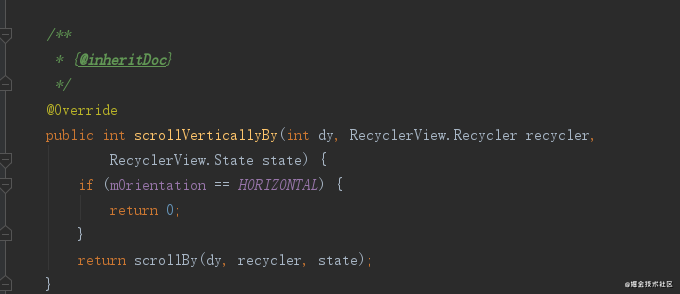 /**
 * {@inheritDoc}
 */
@Override
public int scrollVerticallyBy(int dy, RecyclerView.Recycler recycler,
        RecyclerView.State state) {
    if (mOrientation == HORIZONTAL) {
        return 0;
    }
    return scrollBy(dy, recycler, state);
}
@掘金技术社区